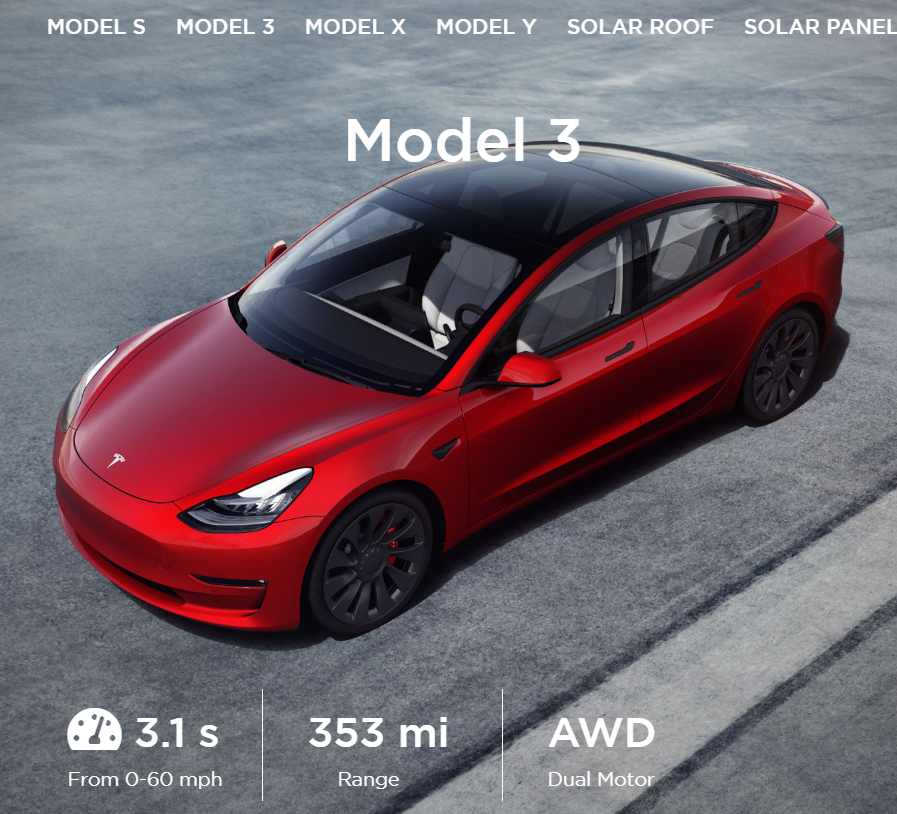 MODEL S MODEL 3 MODEL X MODEL Y SOLAR ROOF SOLAR PANEL
Model 3
3.1 s 353 mi AWD
From 0-60 mph Range Dual Motor